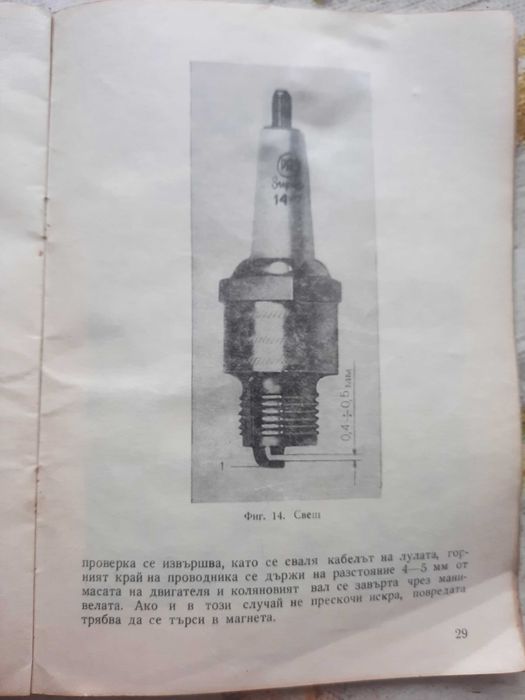 14-7
0,4 ÷ 0,5 мм
1
Фиг. 14. Свещ
проверка се извършва, като се сваля кабелът на лулата, гор-
ният край на проводника се държи на разстояние 4—5 мм от
масата на двигателя и коляновият вал се завърта чрез мани-
велата. Ако и в този случай не прескочи искра, повредата
трябва да се търси в магнета.
29